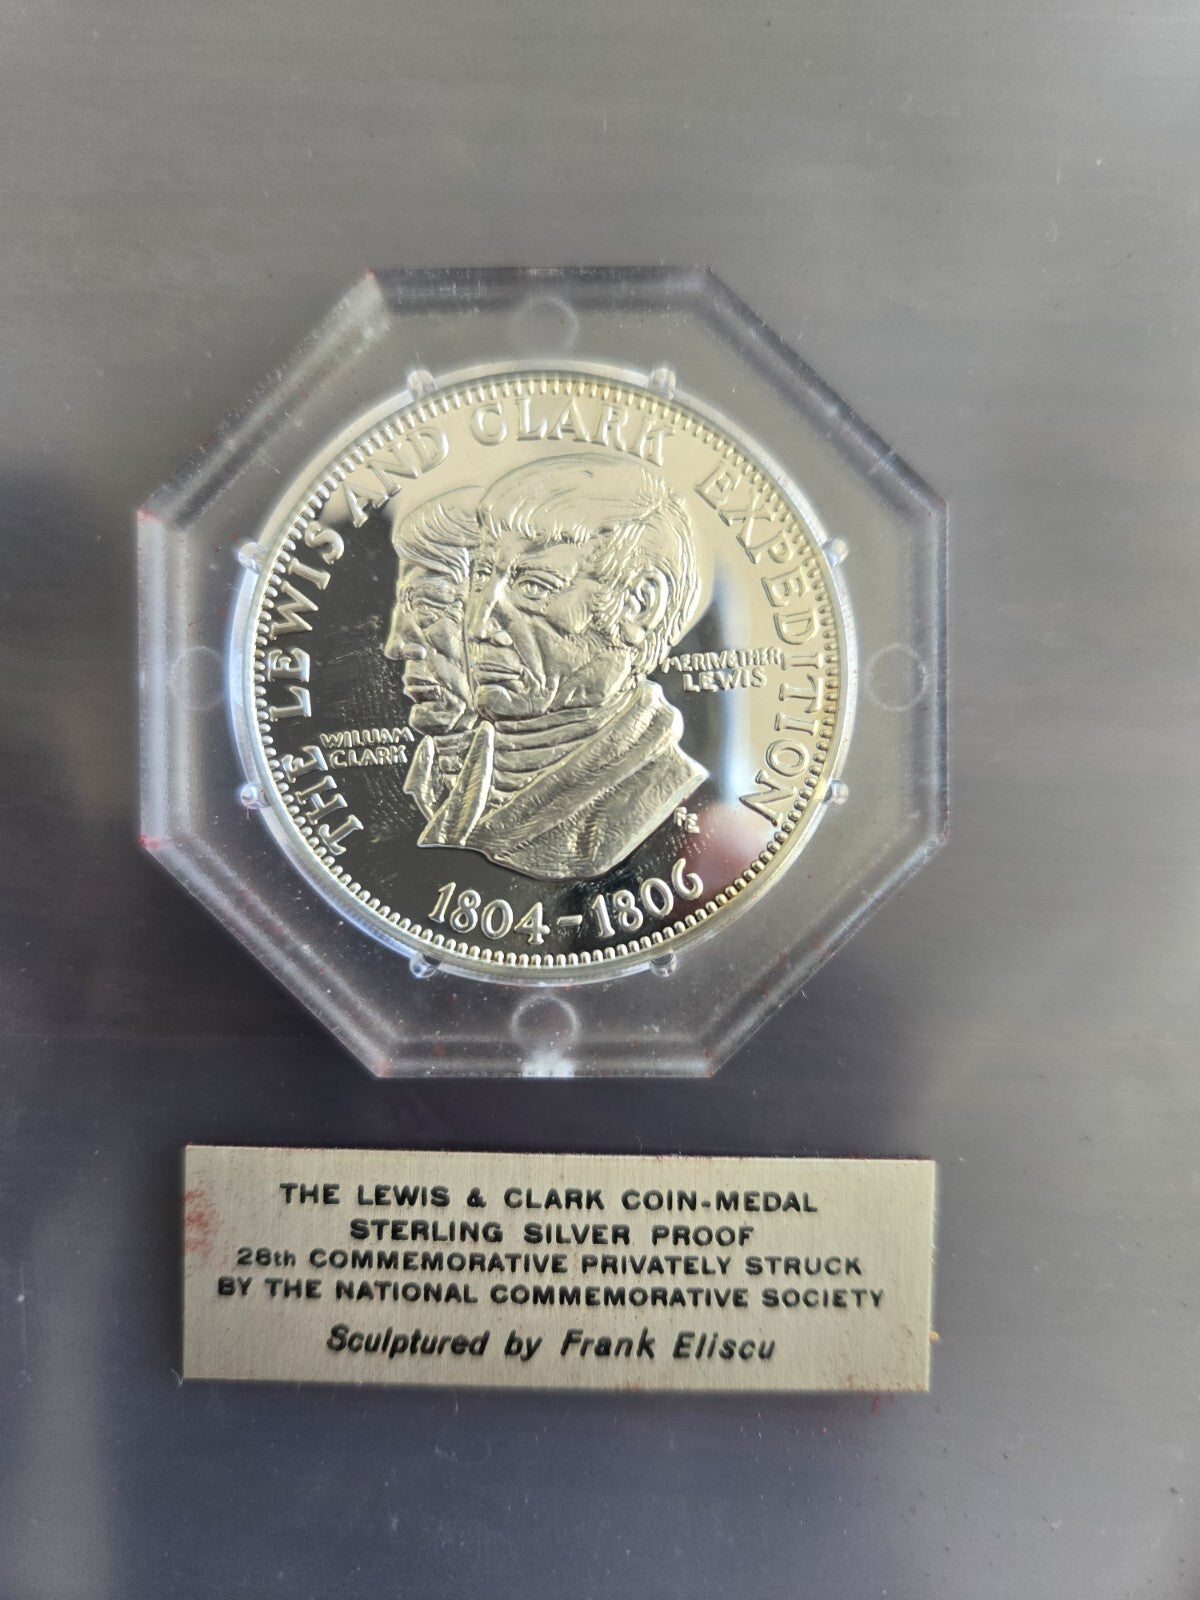 THE LEWIS AND CLARK EXPEDITION
MERIWETHER
LEWIS
WILLIAM
CLARK
FE
1804-1806
THE LEWIS & CLARK COIN-MEDAL
STERLING SILVER PROOF
28th COMMEMORATIVE PRIVATELY STRUCK
BY THE NATIONAL COMMEMORATIVE SOCIETY
Sculptured by Frank Eliscu